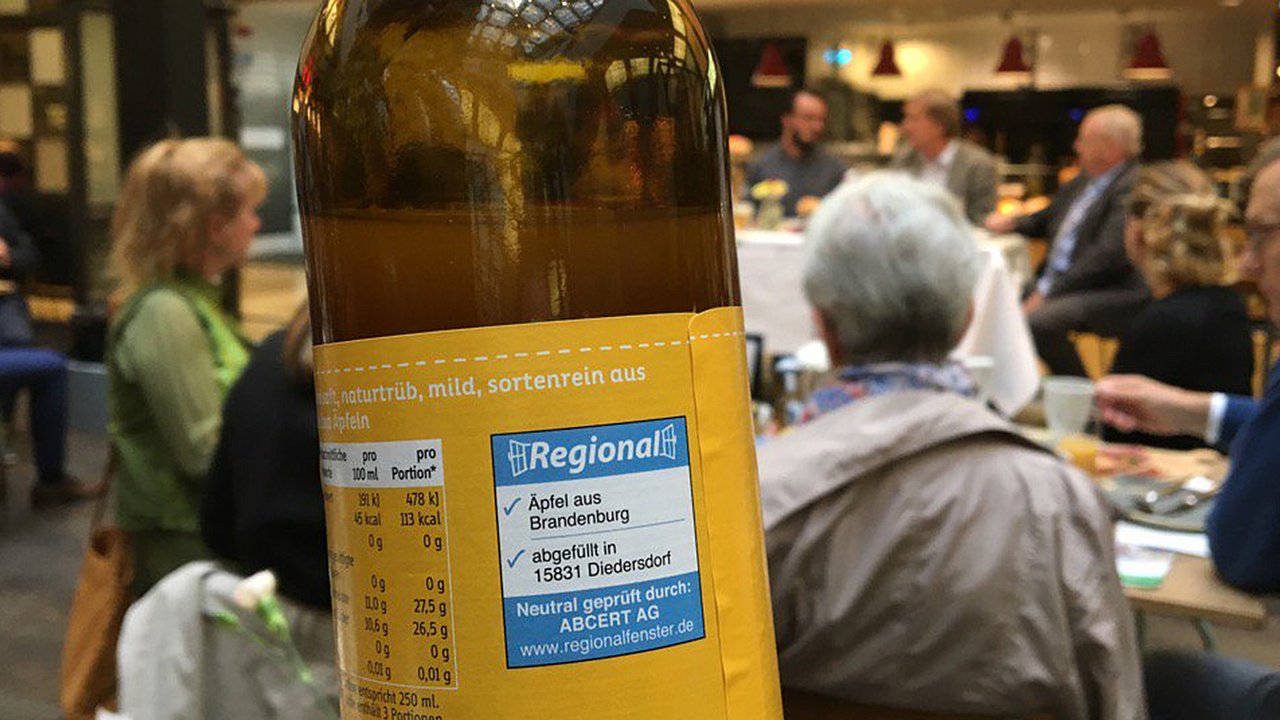 naturtrüb, mild, sortenrein aus
Äpfeln
pro pro
100 ml Portion*
191 kJ 478 kJ
45 kcal 113 kcal
0 g 0 g
0 g 0 g
11,0 g 27,5 g
10,6 g 26,5 g
0 g 0 g
0,01 g 0,01 g
entspricht 250 ml.
enthält 3 Portionen
Regional
Äpfel aus
Brandenburg
abgefüllt in
15831 Diedersdorf
Neutral geprüft durch:
ABCERT AG
www.regionalfenster.de